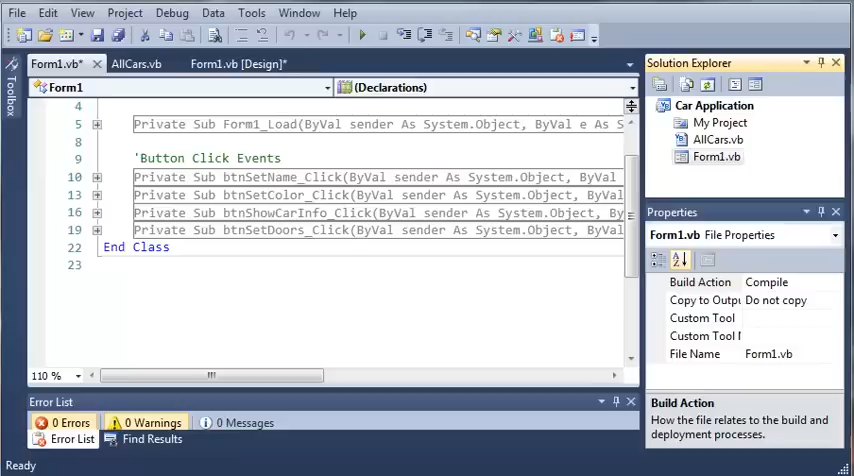 File Edit View Project Debug Data Tools Window Help
Form1.vb* AllCars.vb Form1.vb [Design]*
Form1 (Declarations)
4
5 Private Sub Form1_Load(ByVal sender As System.Object, ByVal e As S
8
9 'Button Click Events
10 Private Sub btnSetName_Click(ByVal sender As System.Object, ByVal
13 Private Sub btnSetColor_Click(ByVal sender As System.Object, ByVal
16 Private Sub btnShowCarInfo_Click(ByVal sender As System.Object, By
19 Private Sub btnSetDoors_Click(ByVal sender As System.Object, ByVal
22 End Class
23
110 %
Toolbox
Error List
0 Errors 0 Warnings 0 Messages
Error List Find Results
Ready
Solution Explorer
Car Application
My Project
AllCars.vb
Form1.vb
Properties
Form1.vb File Properties
Build Action Compile
Copy to Outpu Do not copy
Custom Tool
Custom Tool N
File Name Form1.vb
Build Action
How the file relates to the build and
deployment processes.